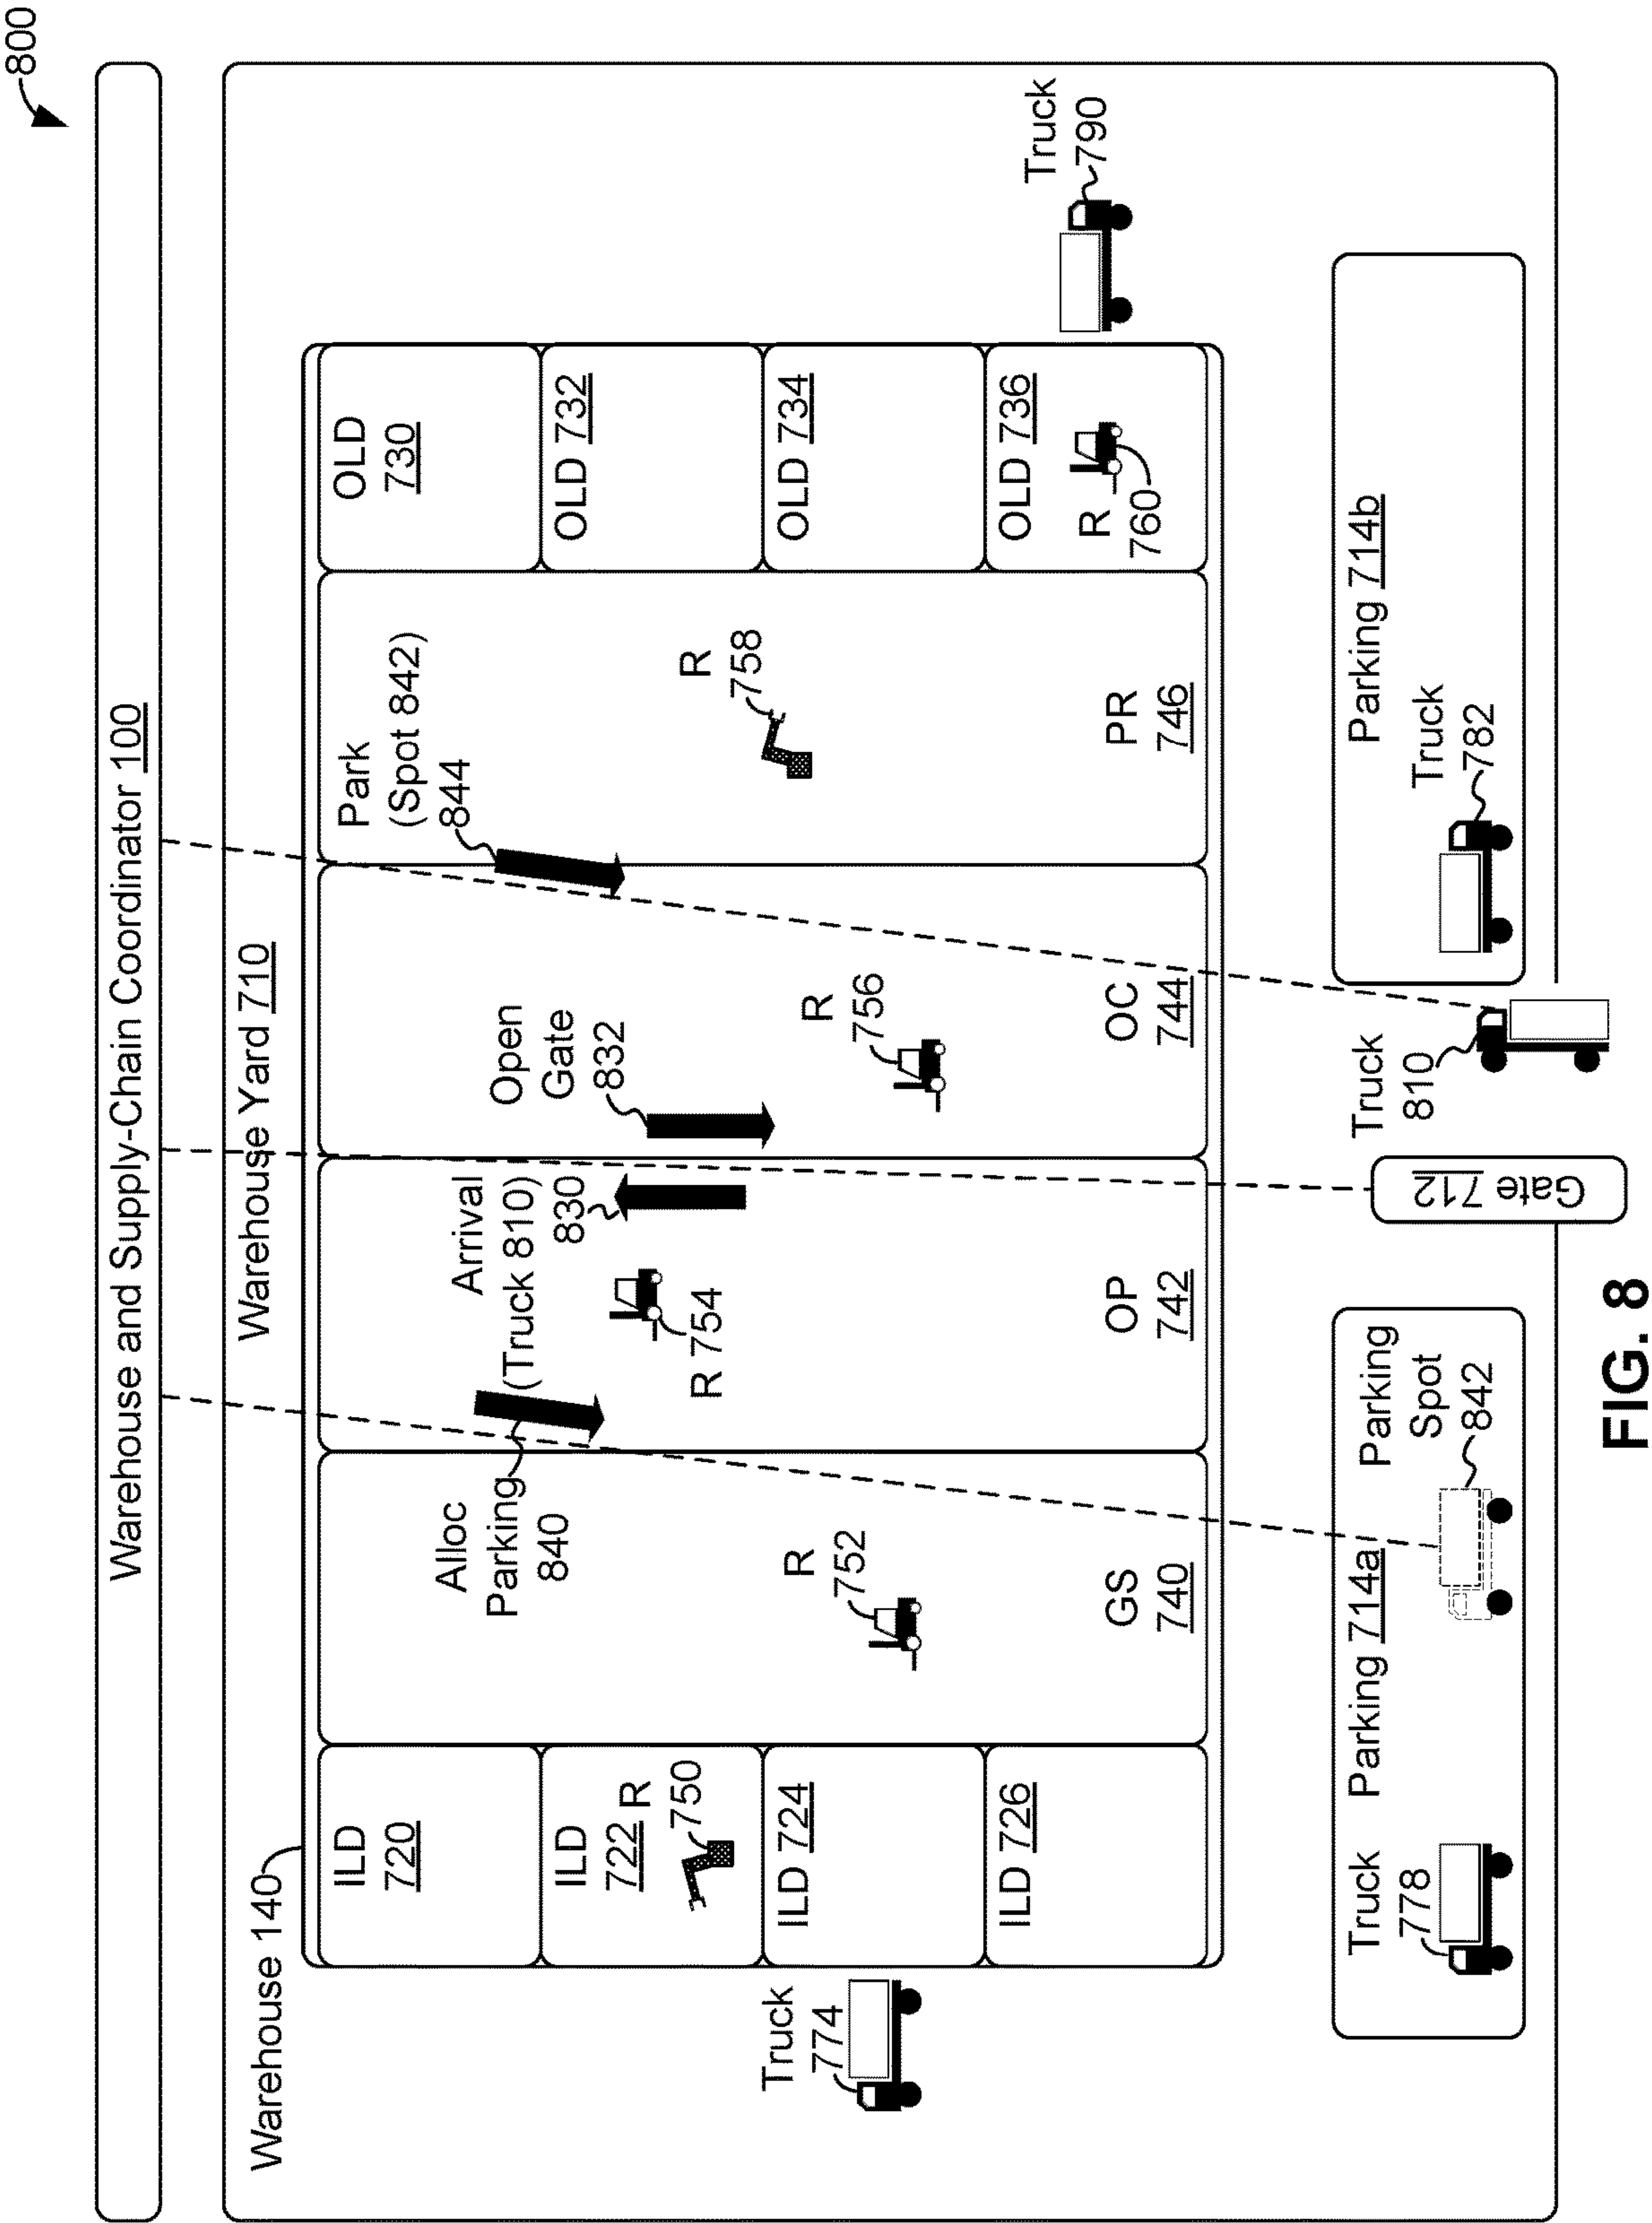 800
Warehouse and Supply-Chain Coordinator 100
Warehouse Yard 710
Warehouse 140
ILD
720
ILD
722
R
750
ILD 724
ILD 726
Alloc
Parking
840
R
752
GS
740
Arrival
(Truck 810)
830
R 754
OP
742
Open
Gate
832
R
756
OC
744
Park
(Spot 842)
844
R
758
PR
746
OLD
730
OLD 732
OLD 734
OLD 736
R
760
Truck
774
Truck
790
Truck
778
Parking 714a
Parking
Spot
842
Gate 712
Truck
810
Parking 714b
Truck
782
FIG. 8